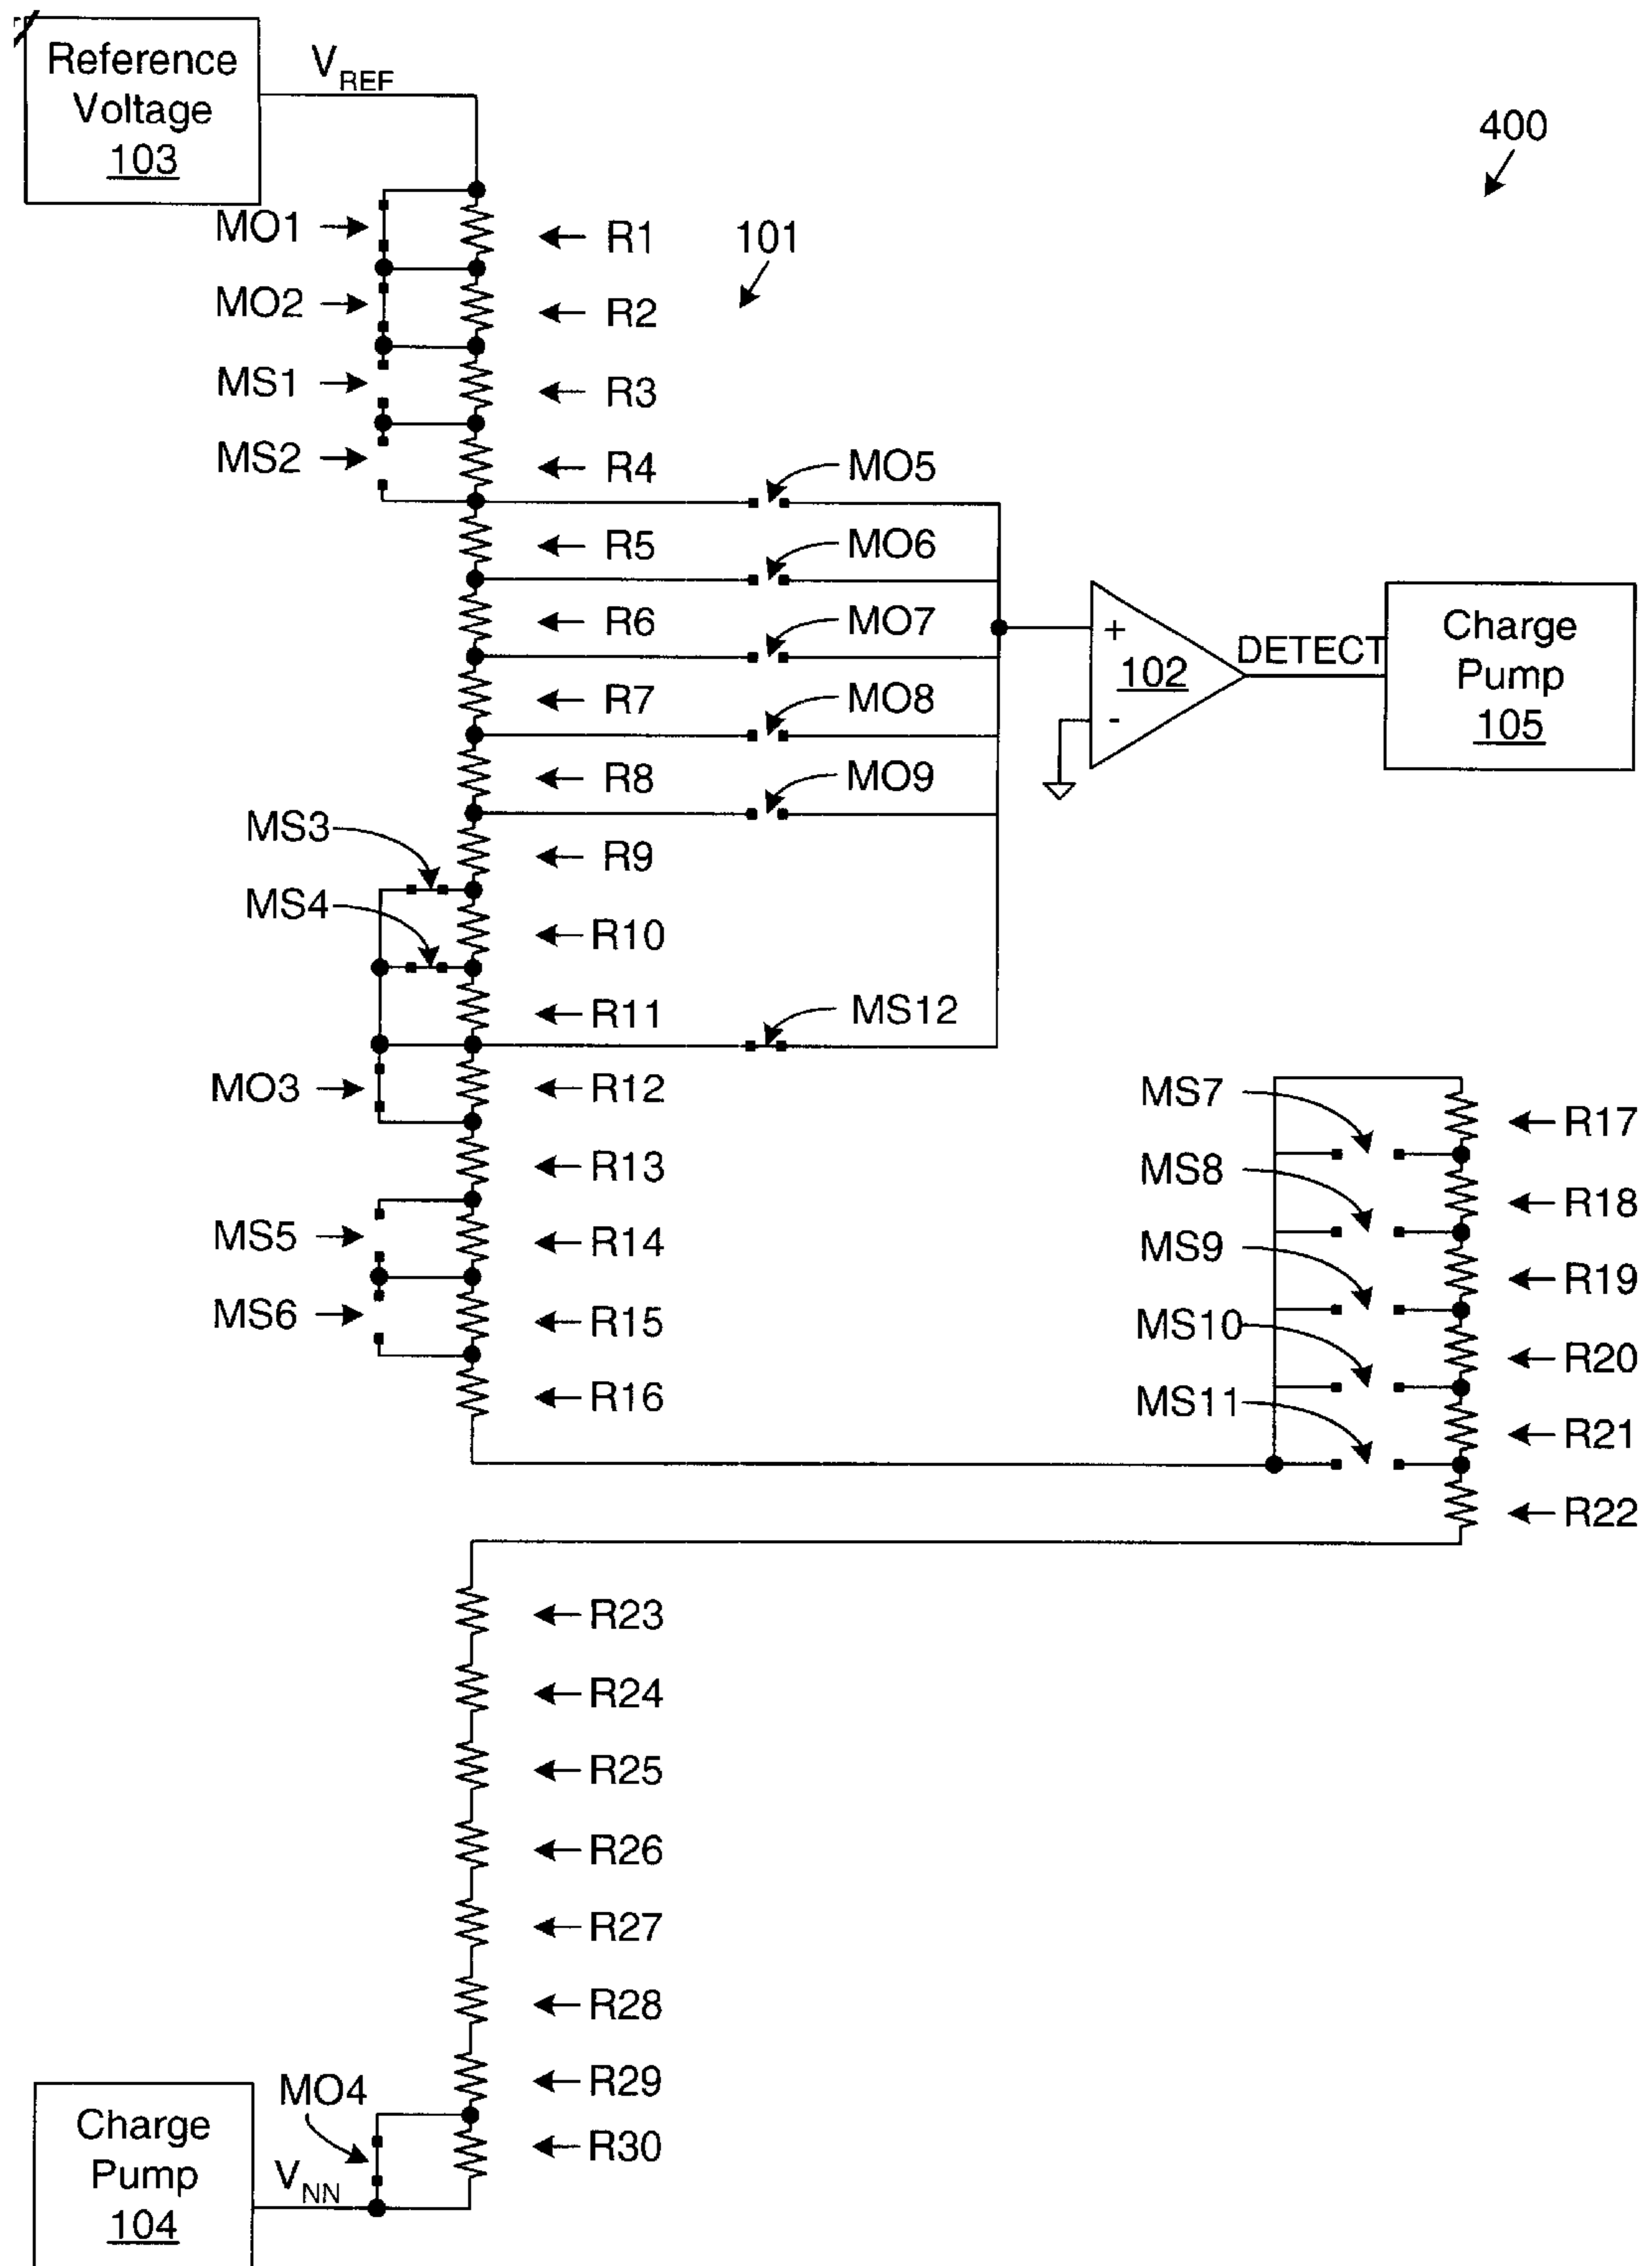 Reference
Voltage
103
VREF
400
MO1
R1
101
MO2
R2
MS1
R3
MS2
R4
MO5
R5
MO6
R6
MO7
R7
MO8
R8
MO9
+
-
102
DETECT
Charge
Pump
105
MS3
R9
MS4
R10
R11
MS12
MO3
R12
R13
MS5
R14
MS6
R15
R16
MS7
R17
MS8
R18
MS9
R19
MS10
R20
MS11
R21
R22
R23
R24
R25
R26
R27
R28
R29
MO4
R30
Charge
Pump
104
VNN